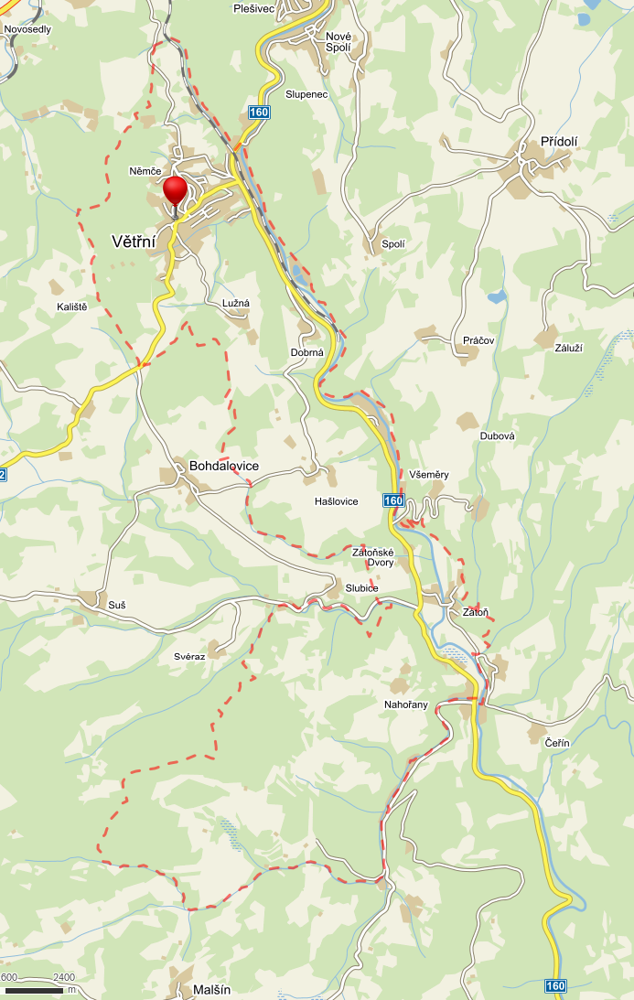 Plešivec
Novosedly
Nové
Spolí
Slupenec
160
Přídolí
Němče
Větřní
Spolí
Kaliště
Lužná
Dobrná
Práčov
Záluží
Dubová
Bohdalovice
Všeměry
2
Hašlovice
160
Zátoňské
Dvory
Slubice
Suš
Zátoň
Svéraz
Nahořany
Čeřín
600 2400
m
Malšín
160